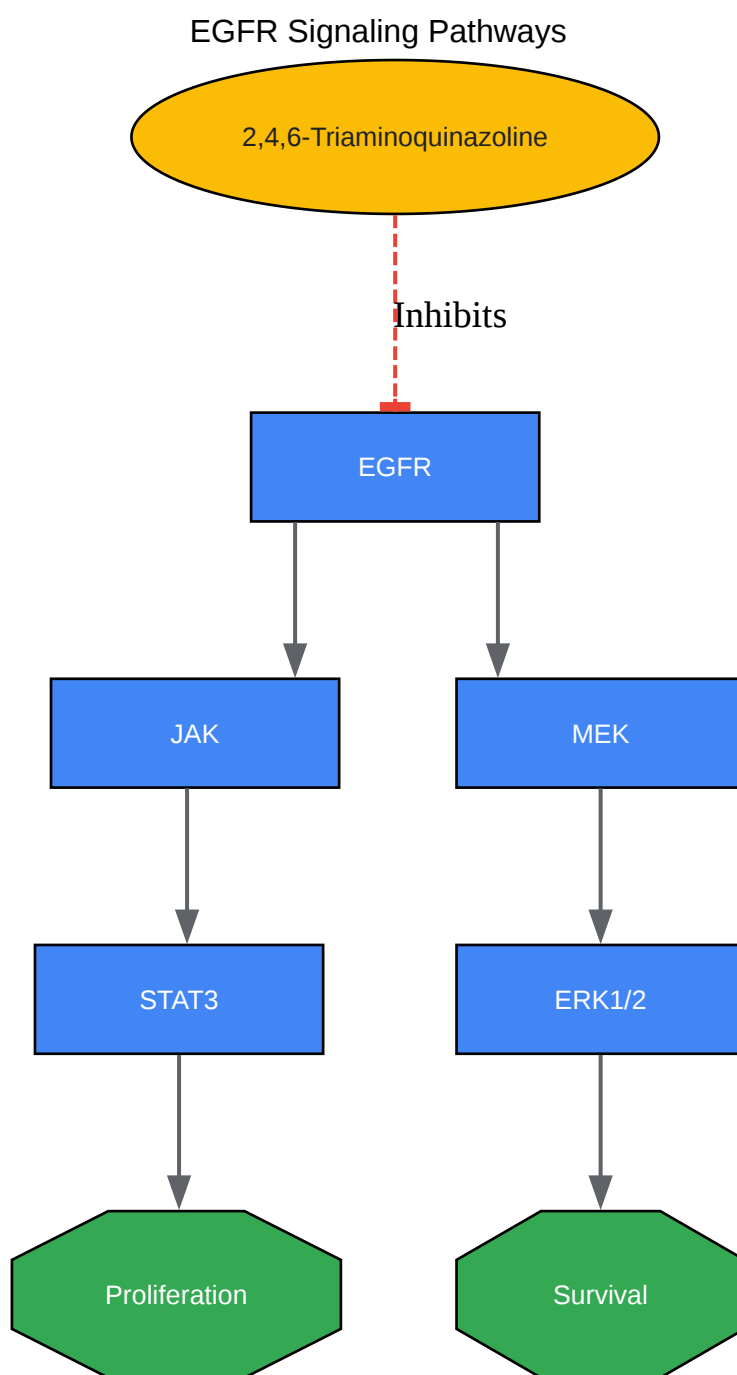 EGFR Signaling Pathways
2,4,6-Triaminoquinazoline
Inhibits
EGFR
JAK
MEK
STAT3
ERK1/2
Proliferation
Survival